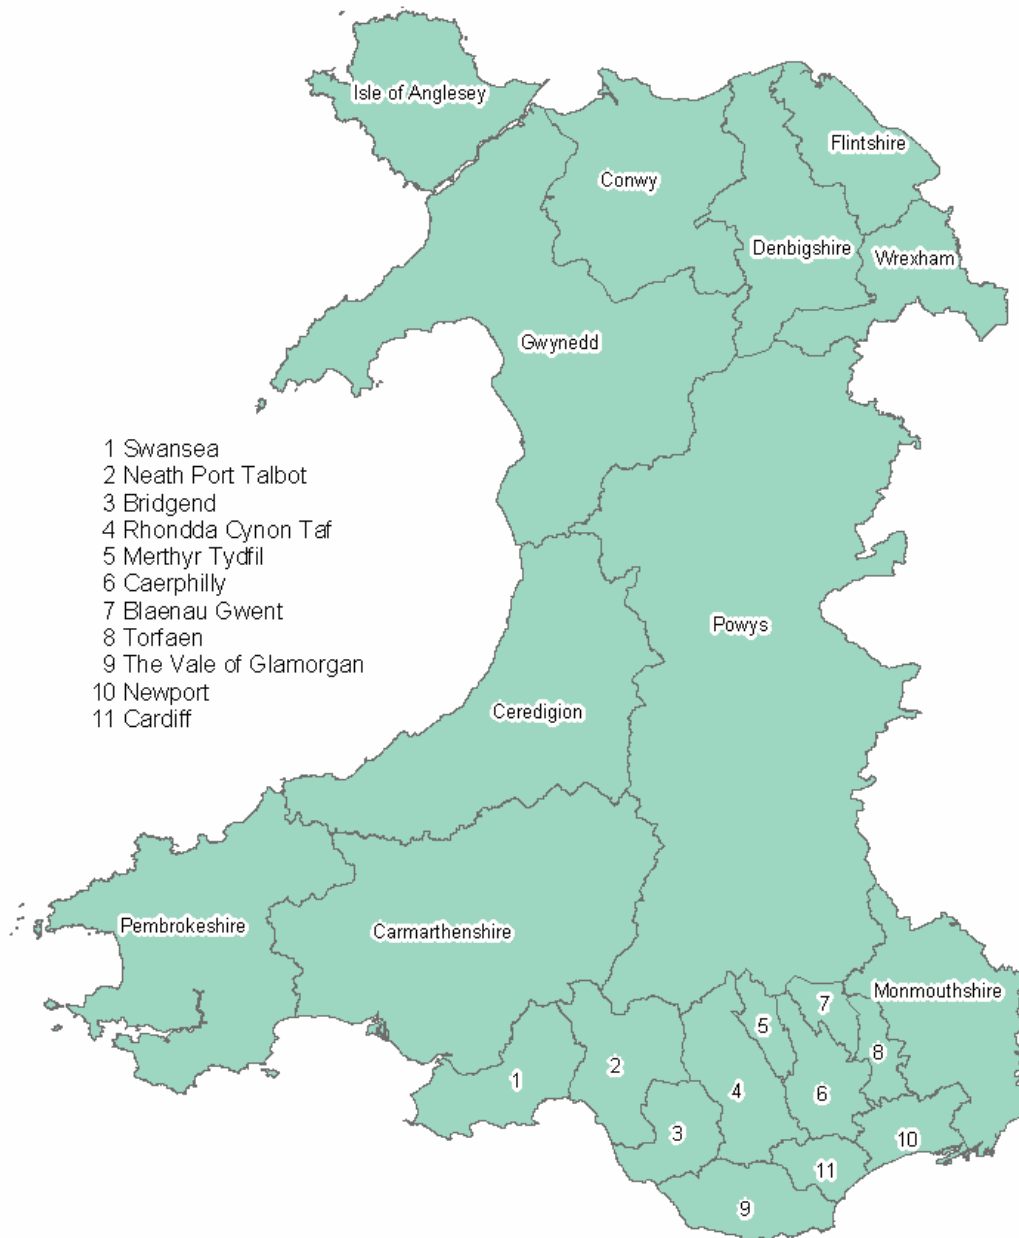 Isle of Anglesey
Flintshire
Conwy
Denbigshire
Wrexham
Gwynedd
1 Swansea
2 Neath Port Talbot
3 Bridgend
4 Rhondda Cynon Taf
5 Merthyr Tydfil
6 Caerphilly
7 Blaenau Gwent
8 Torfaen
9 The Vale of Glamorgan
10 Newport
11 Cardiff
Powys
Ceredigion
Pembrokeshire
Carmarthenshire
Monmouthshire
7
5
8
2
1
4
6
3
10
11
9